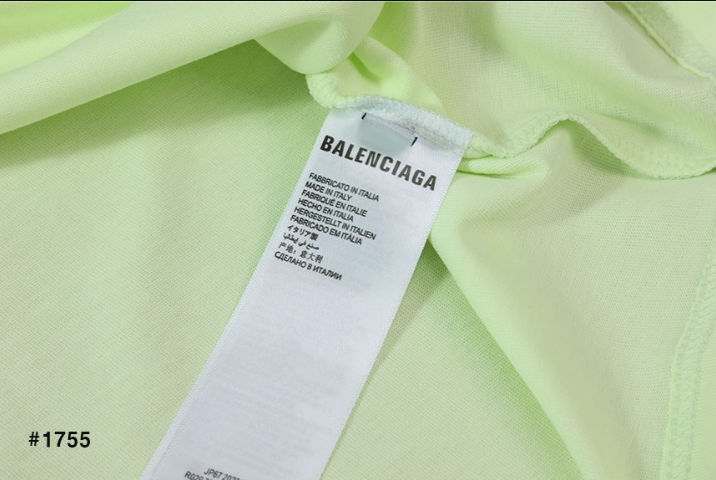 BALENCIAGA
FABBRICATO IN ITALIA
MADE IN ITALY
FABRIQUÉ EN ITALIE
HECHO EN ITALIA
HERGESTELLT IN ITALIEN
FABRICADO EM ITÁLIA
イタリア製
صنع في إيطاليا
产地：意大利
СДЕЛАНО В ИТАЛИИ
#1755